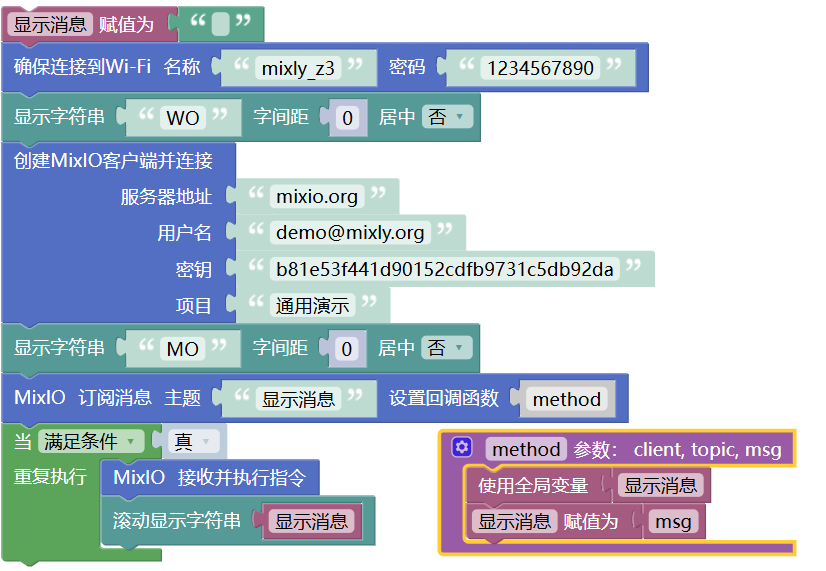 显示消息 赋值为 “ ”
确保连接到Wi-Fi 名称 “ mixly_z3 ” 密码 “ 1234567890 ”
显示字符串 “ WO ” 字间距 0 居中 否
创建MixIO客户端并连接
服务器地址 “ mixio.org ”
用户名 “ demo@mixly.org ”
密钥 “ b81e53f441d90152cdfb9731c5db92da ”
项目 “ 通用演示 ”
显示字符串 “ MO ” 字间距 0 居中 否
MixIO 订阅消息 主题 “ 显示消息 ” 设置回调函数 method
当 满足条件 真
重复执行 MixIO 接收并执行指令
滚动显示字符串 显示消息
method 参数: client, topic, msg
使用全局变量 显示消息
显示消息 赋值为 msg